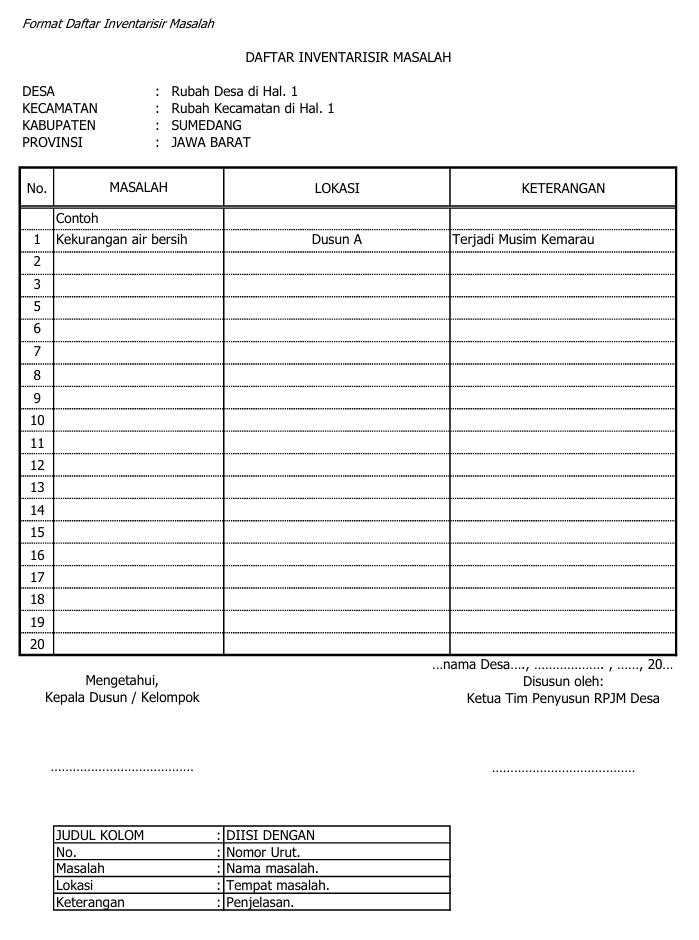 Format Daftar Inventarisir Masalah
DAFTAR INVENTARISIR MASALAH
DESA : Rubah Desa di Hal. 1
KECAMATAN : Rubah Kecamatan di Hal. 1
KABUPATEN : SUMEDANG
PROVINSI : JAWA BARAT
No. MASALAH LOKASI KETERANGAN
Contoh
1 Kekurangan air bersih Dusun A Terjadi Musim Kemarau
2
3
5
6
7
8
9
10
11
12
13
14
15
16
17
18
19
20
...nama Desa...., ................... , ......, 20...
Mengetahui, Disusun oleh:
Kepala Dusun / Kelompok Ketua Tim Penyusun RPJM Desa
....................................... .......................................
JUDUL KOLOM : DIISI DENGAN
No. : Nomor Urut.
Masalah : Nama masalah.
Lokasi : Tempat masalah.
Keterangan : Penjelasan.